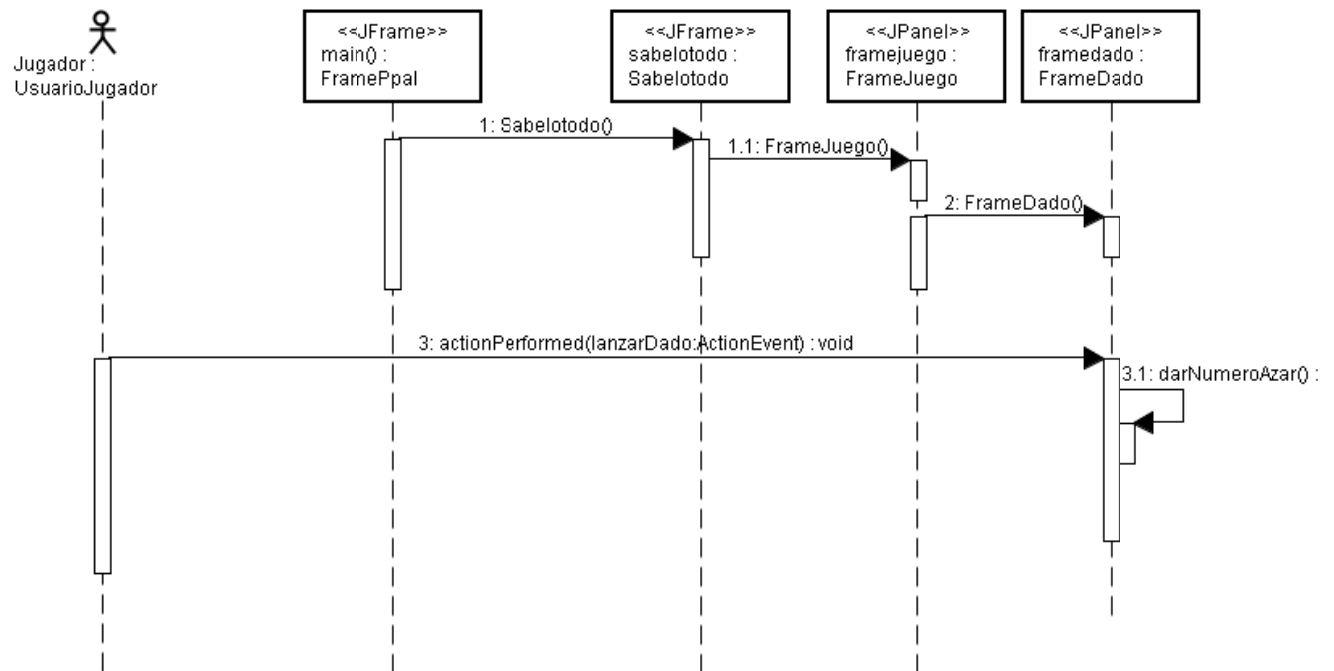 Jugador :
UsuarioJugador
<<JFrame>>
main() :
FramePpal
<<JFrame>>
sabelotodo :
Sabelotodo
<<JPanel>>
framejuego :
FrameJuego
<<JPanel>>
framedado :
FrameDado
1: Sabelotodo()
1.1: FrameJuego()
2: FrameDado()
3: actionPerformed(lanzarDado:ActionEvent) : void
3.1: darNumeroAzar() :